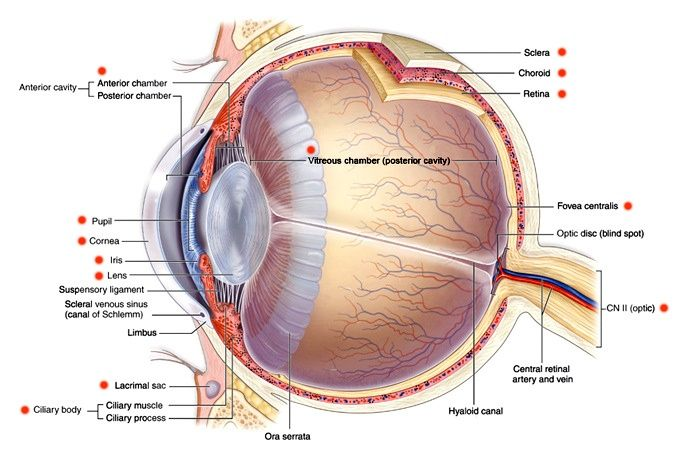 Sclera
Choroid
Retina
Anterior cavity
Anterior chamber
Posterior chamber
Vitreous chamber (posterior cavity)
Fovea centralis
Optic disc (blind spot)
Pupil
Cornea
Iris
Lens
Suspensory ligament
Scleral venous sinus
(canal of Schlemm)
Limbus
CN II (optic)
Central retinal
artery and vein
Lacrimal sac
Ciliary body
Ciliary muscle
Ciliary process
Hyaloid canal
Ora serrata